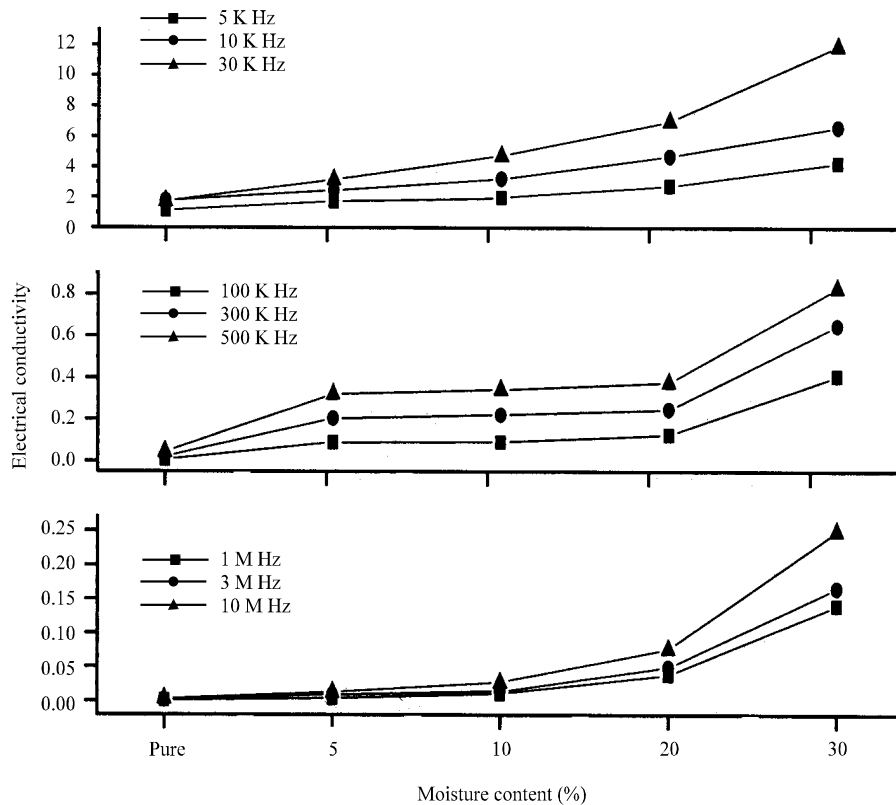 5 K Hz
10 K Hz
30 K Hz
12
10
8
6
4
2
0
100 K Hz
300 K Hz
500 K Hz
0.8
0.6
0.4
0.2
0.0
Electrical conductivity
1 M Hz
3 M Hz
10 M Hz
0.25
0.20
0.15
0.10
0.05
0.00
Pure 5 10 20 30
Moisture content (%)